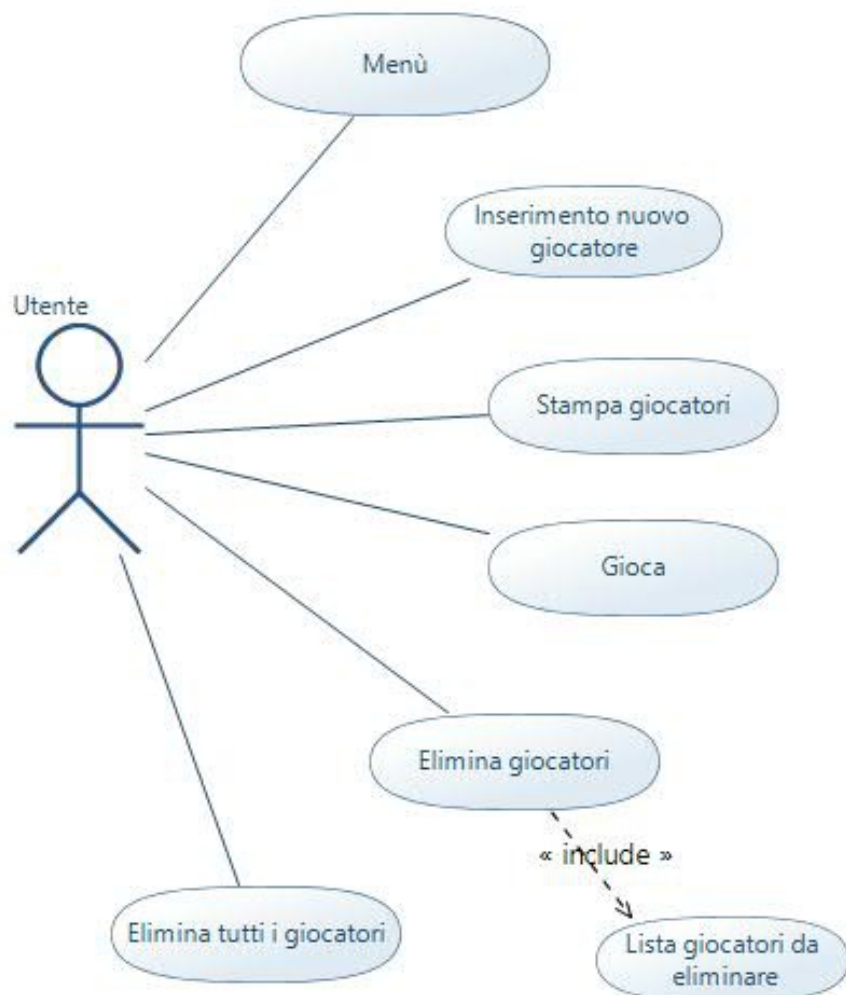 Menù
Inserimento nuovo
giocatore
Utente
Stampa giocatori
Gioca
Elimina giocatori
« include »
Elimina tutti i giocatori
Lista giocatori da
eliminare